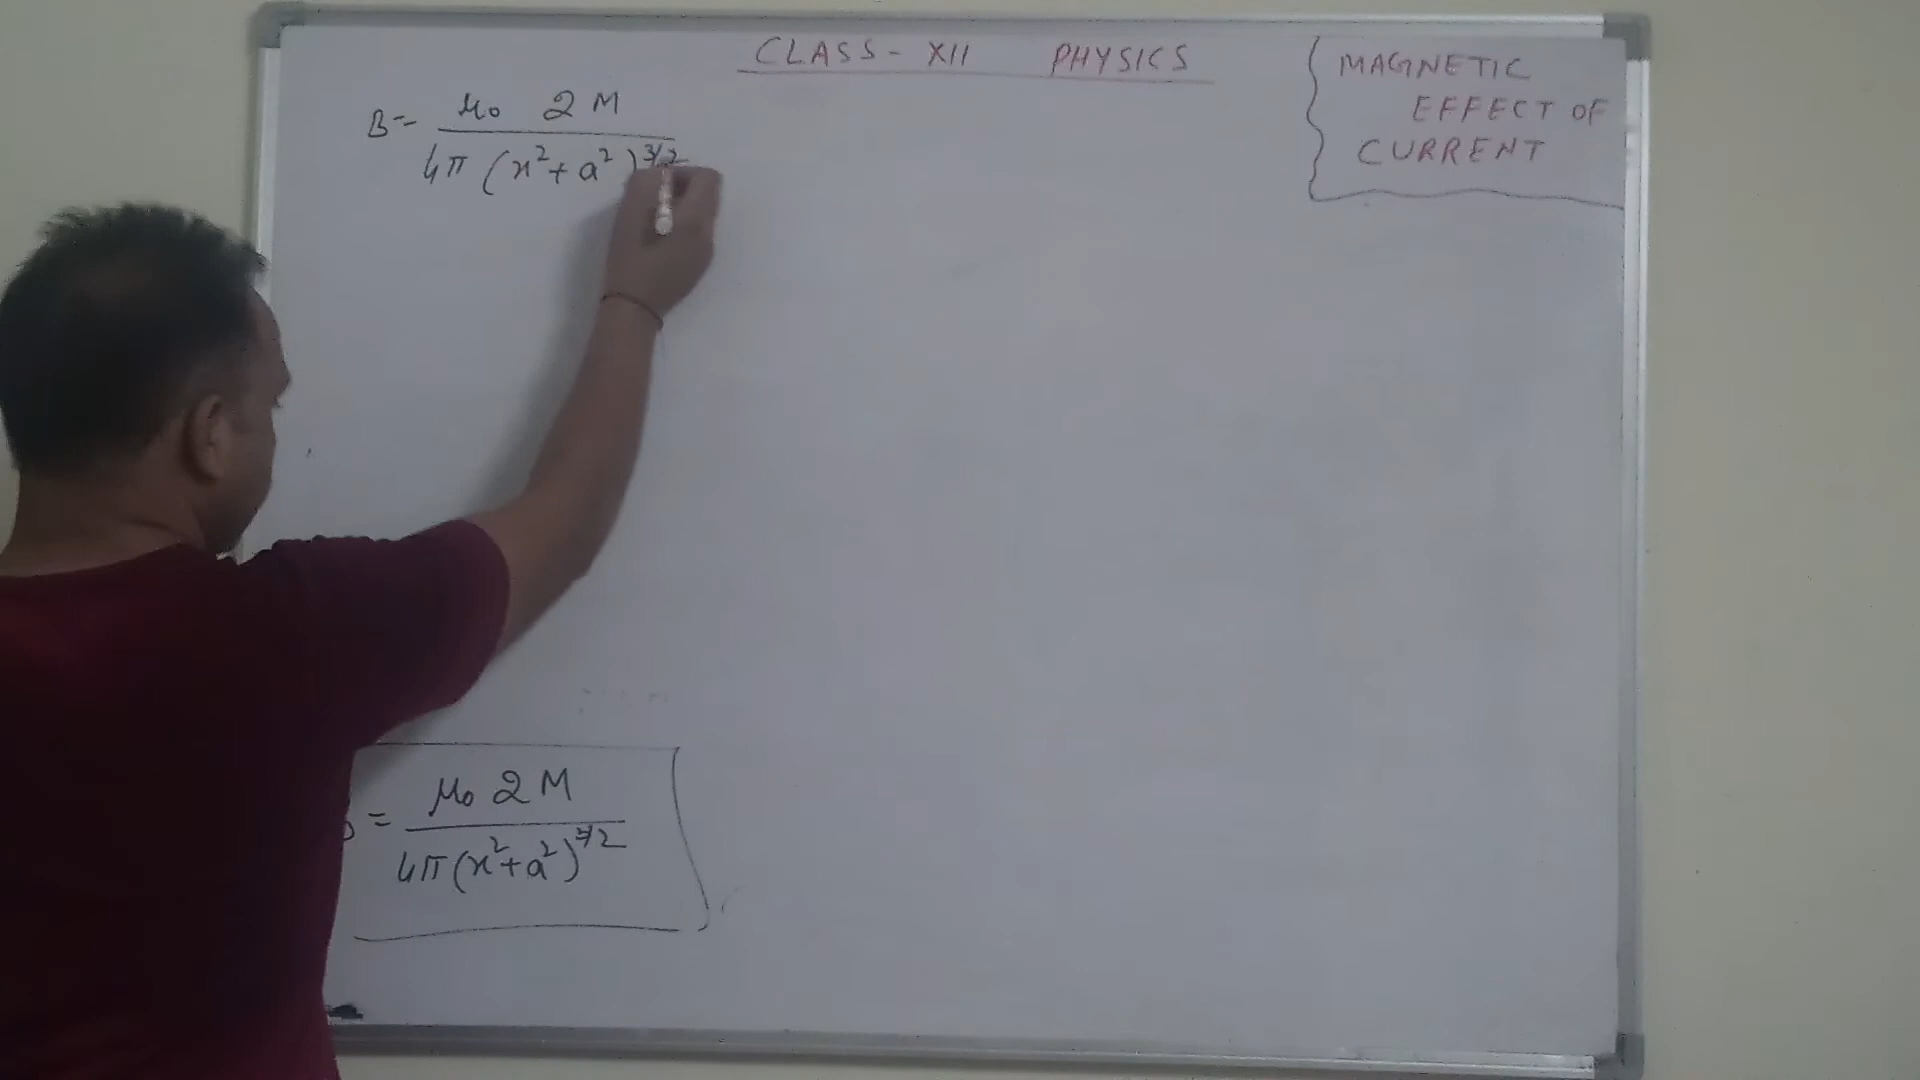 CLASS - XII PHYSICS
MAGNETIC
EFFECT OF
CURRENT
B = μ₀ 2M
4π (x² + a²)^3/2
= μ₀ 2M
4π(x² + a²)^3/2